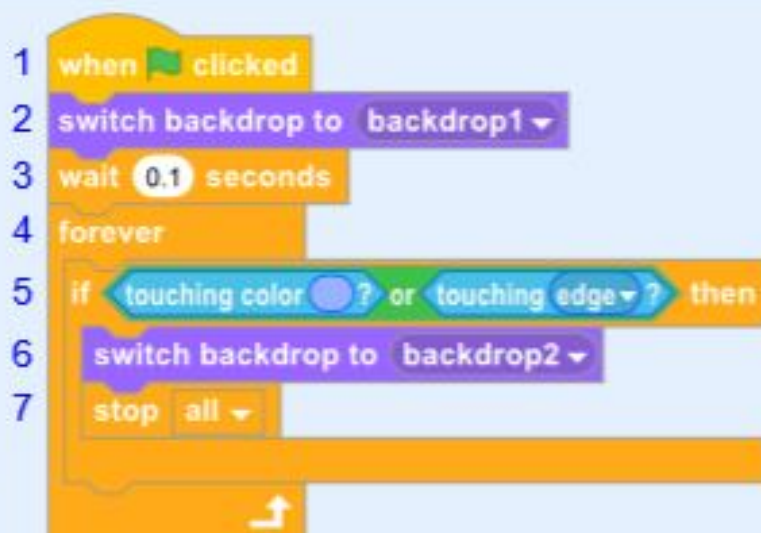 1 when clicked
2 switch backdrop to backdrop1
3 wait 0.1 seconds
4 forever
5 if touching color ? or touching edge ? then
6 switch backdrop to backdrop2
7 stop all